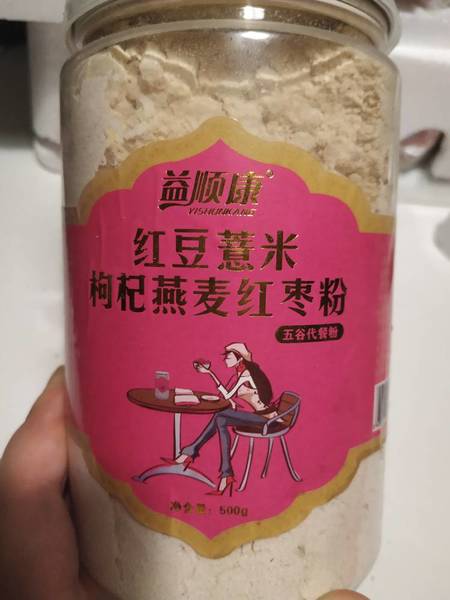 益顺康®
YISHUNKANG
红豆薏米
枸杞燕麦红枣粉
五谷代餐粉
净含量：500g